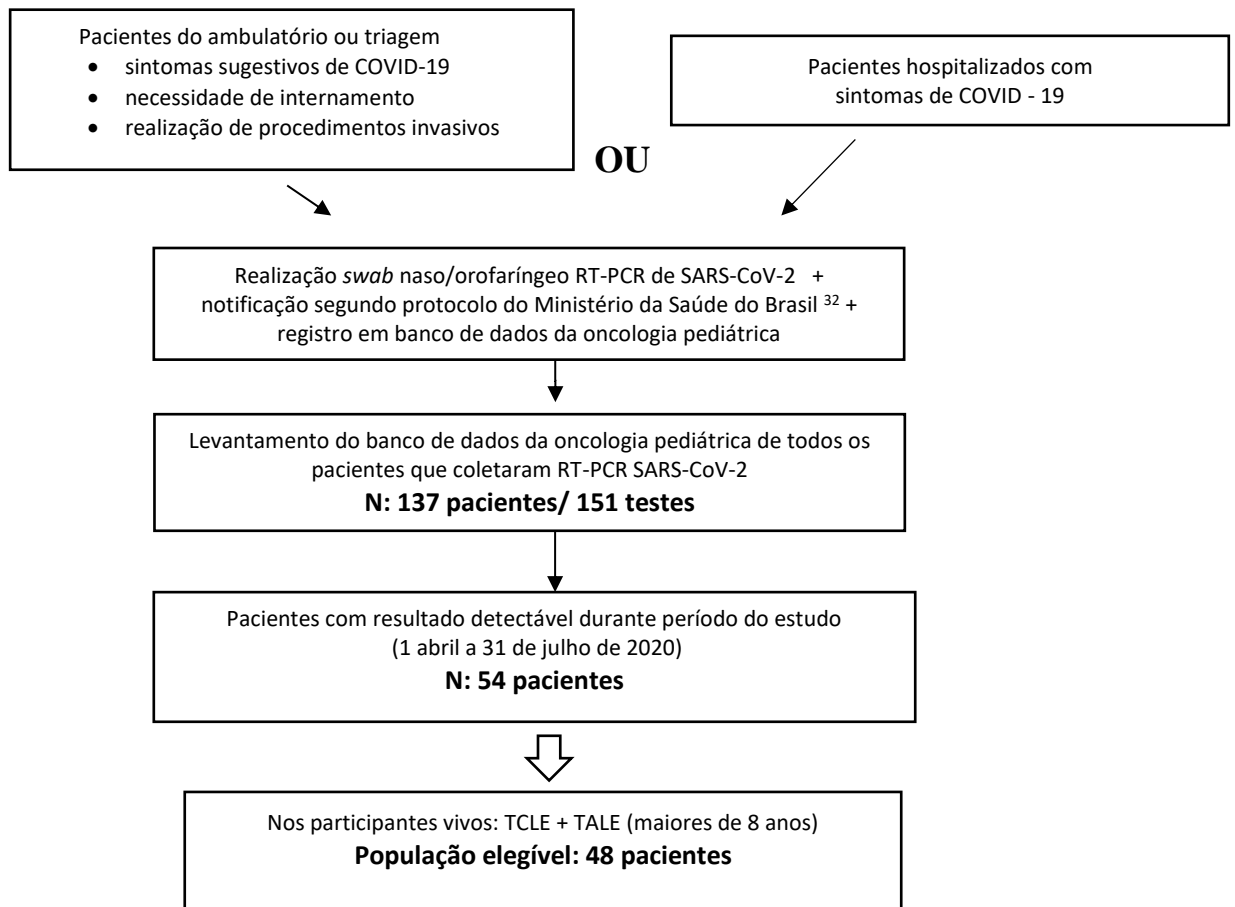 Pacientes do ambulatório ou triagem
• sintomas sugestivos de COVID-19
• necessidade de internamento
• realização de procedimentos invasivos
Pacientes hospitalizados com
sintomas de COVID - 19
OU
Realização swab naso/orofaríngeo RT-PCR de SARS-CoV-2 +
notificação segundo protocolo do Ministério da Saúde do Brasil ³² +
registro em banco de dados da oncologia pediátrica
Levantamento do banco de dados da oncologia pediátrica de todos os
pacientes que coletaram RT-PCR SARS-CoV-2
N: 137 pacientes/ 151 testes
Pacientes com resultado detectável durante período do estudo
(1 abril a 31 de julho de 2020)
N: 54 pacientes
Nos participantes vivos: TCLE + TALE (maiores de 8 anos)
População elegível: 48 pacientes